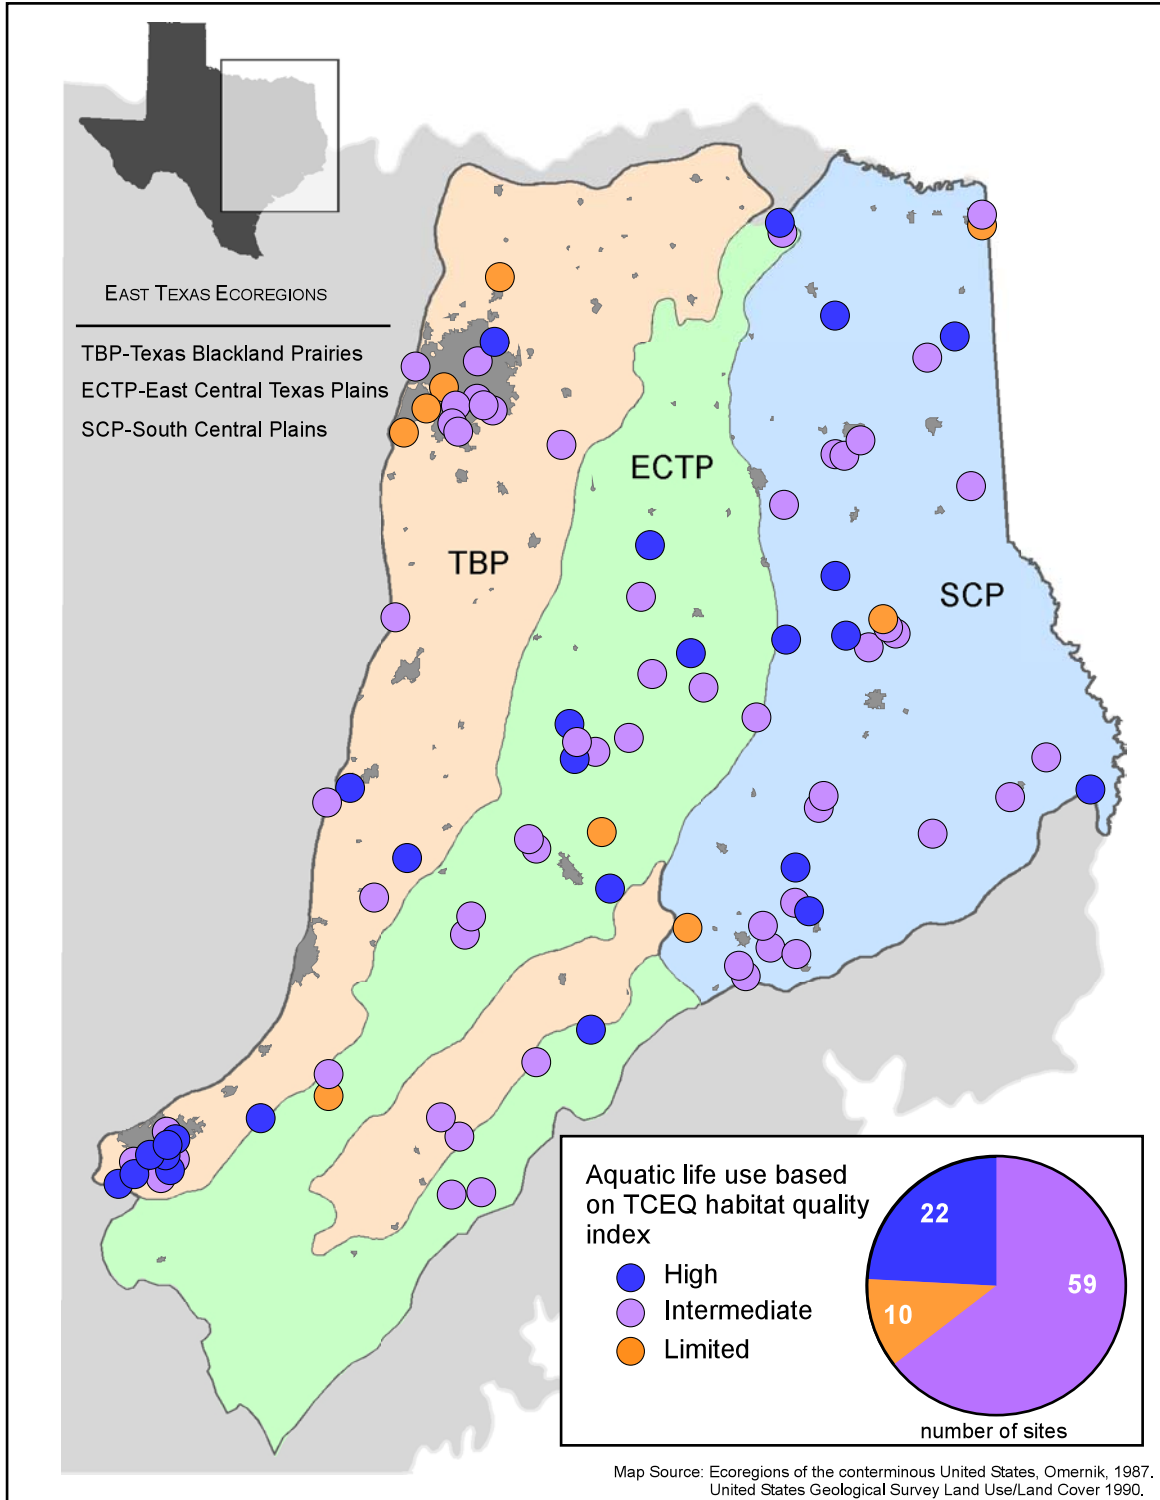 EAST TEXAS ECOREGIONS
TBP-Texas Blackland Prairies
ECTP-East Central Texas Plains
SCP-South Central Plains
ECTP
TBP
SCP
Aquatic life use based
on TCEQ habitat quality
index
High
Intermediate
Limited
22
59
10
number of sites
Map Source: Ecoregions of the conterminous United States, Omernik, 1987.
United States Geological Survey Land Use/Land Cover 1990.